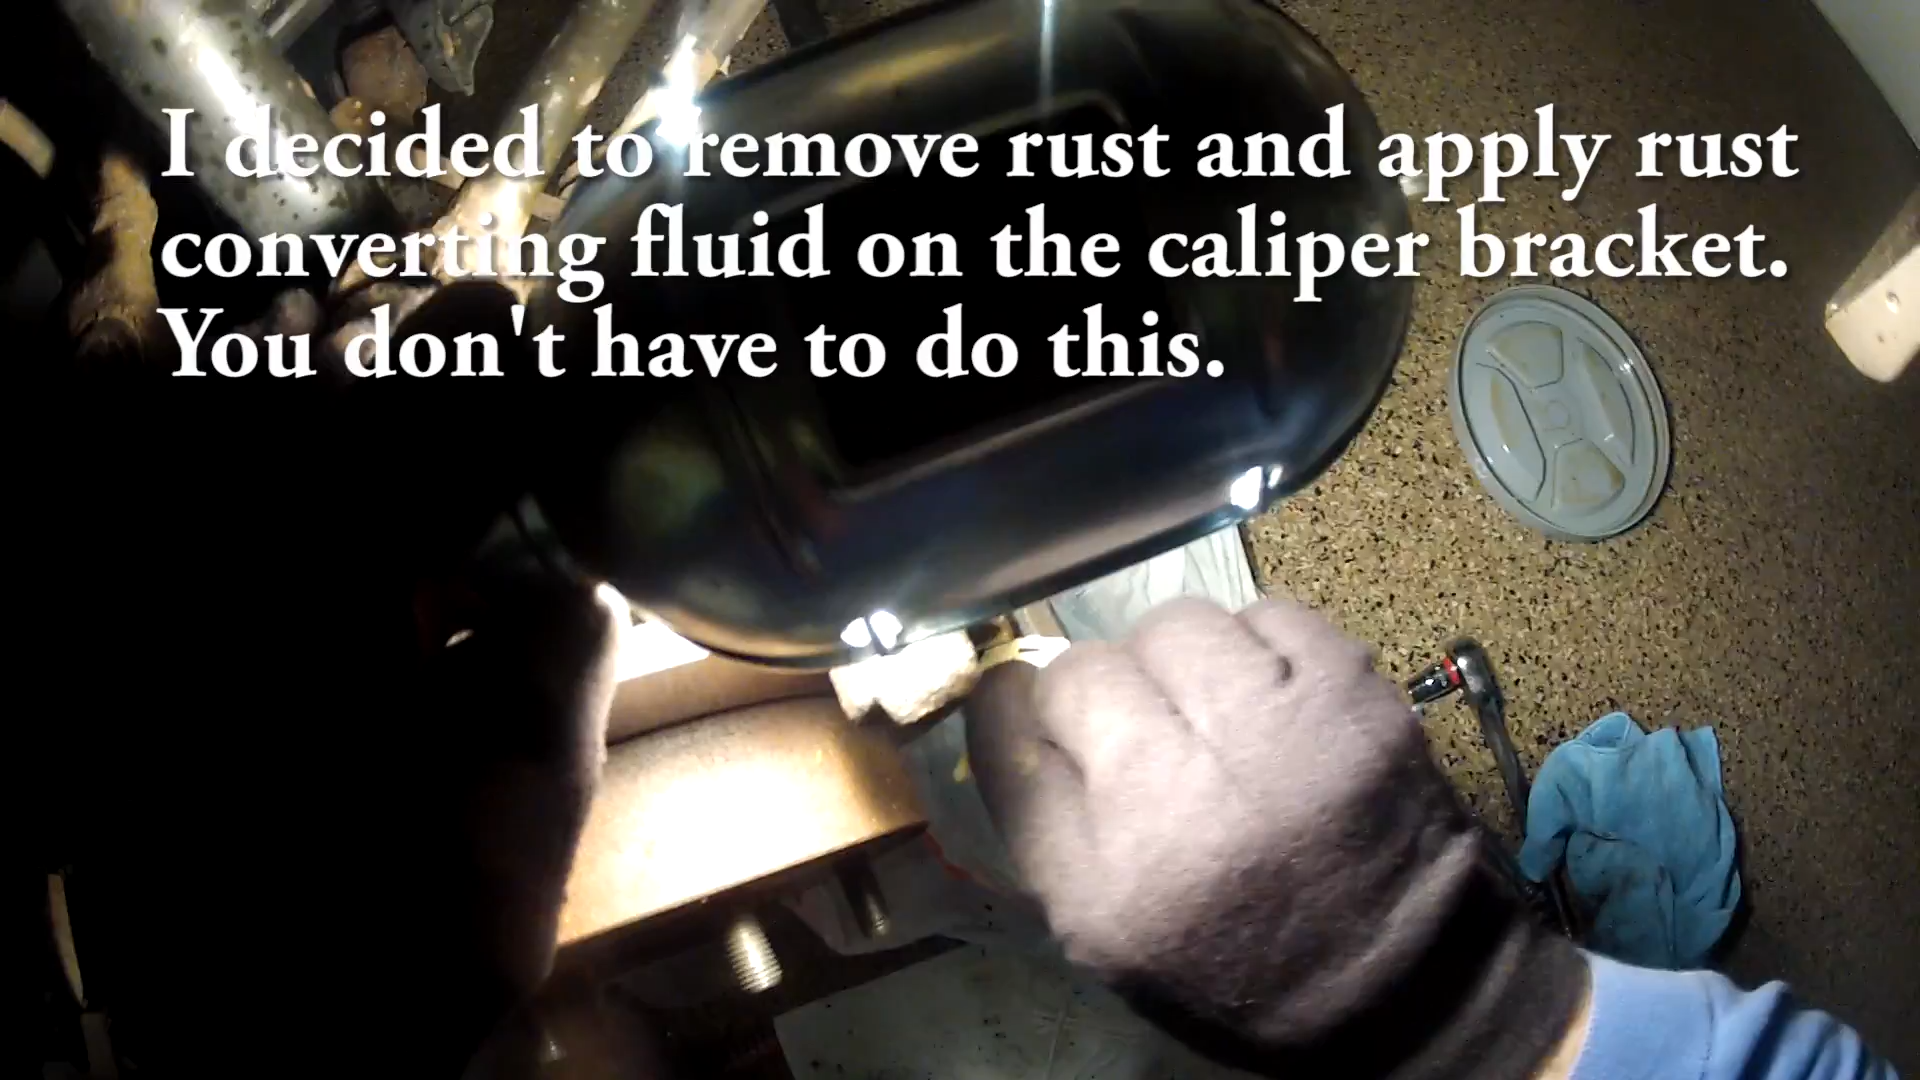 I decided to remove rust and apply rust
converting fluid on the caliper bracket.
You don't have to do this.